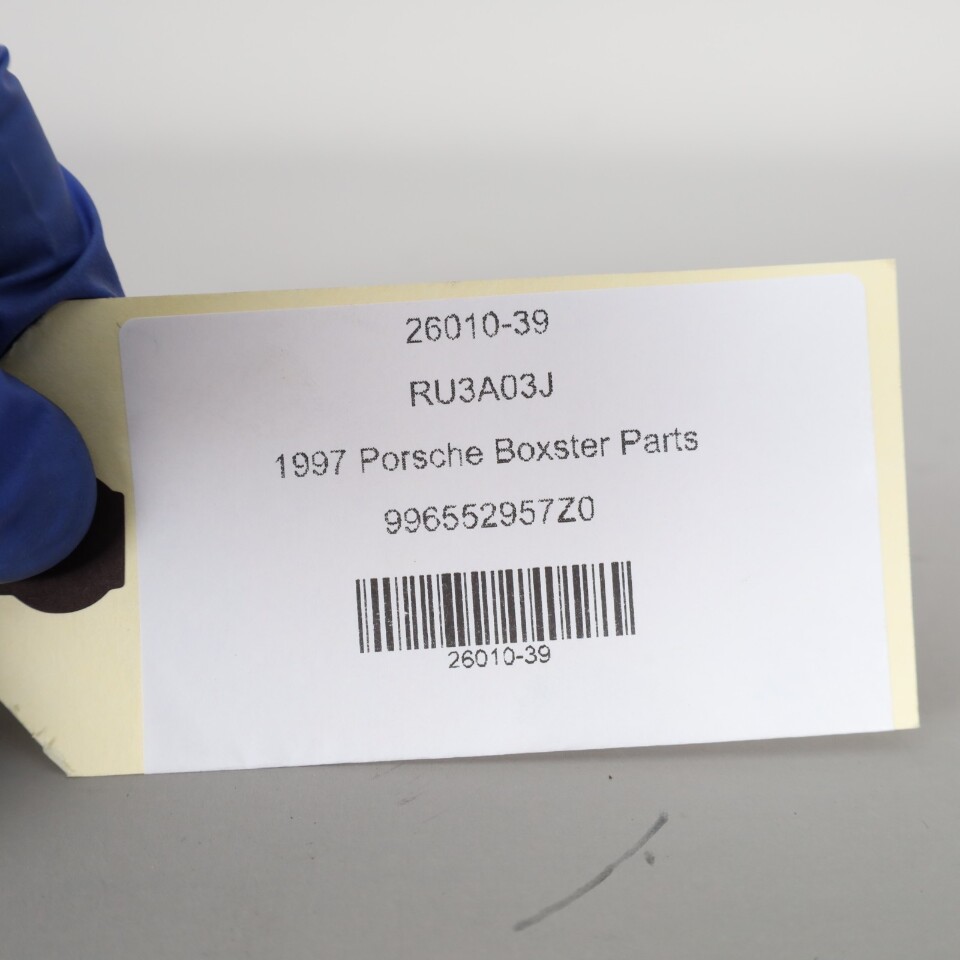 26010-39
RU3A03J
1997 Porsche Boxster Parts
996552957Z0
26010-39